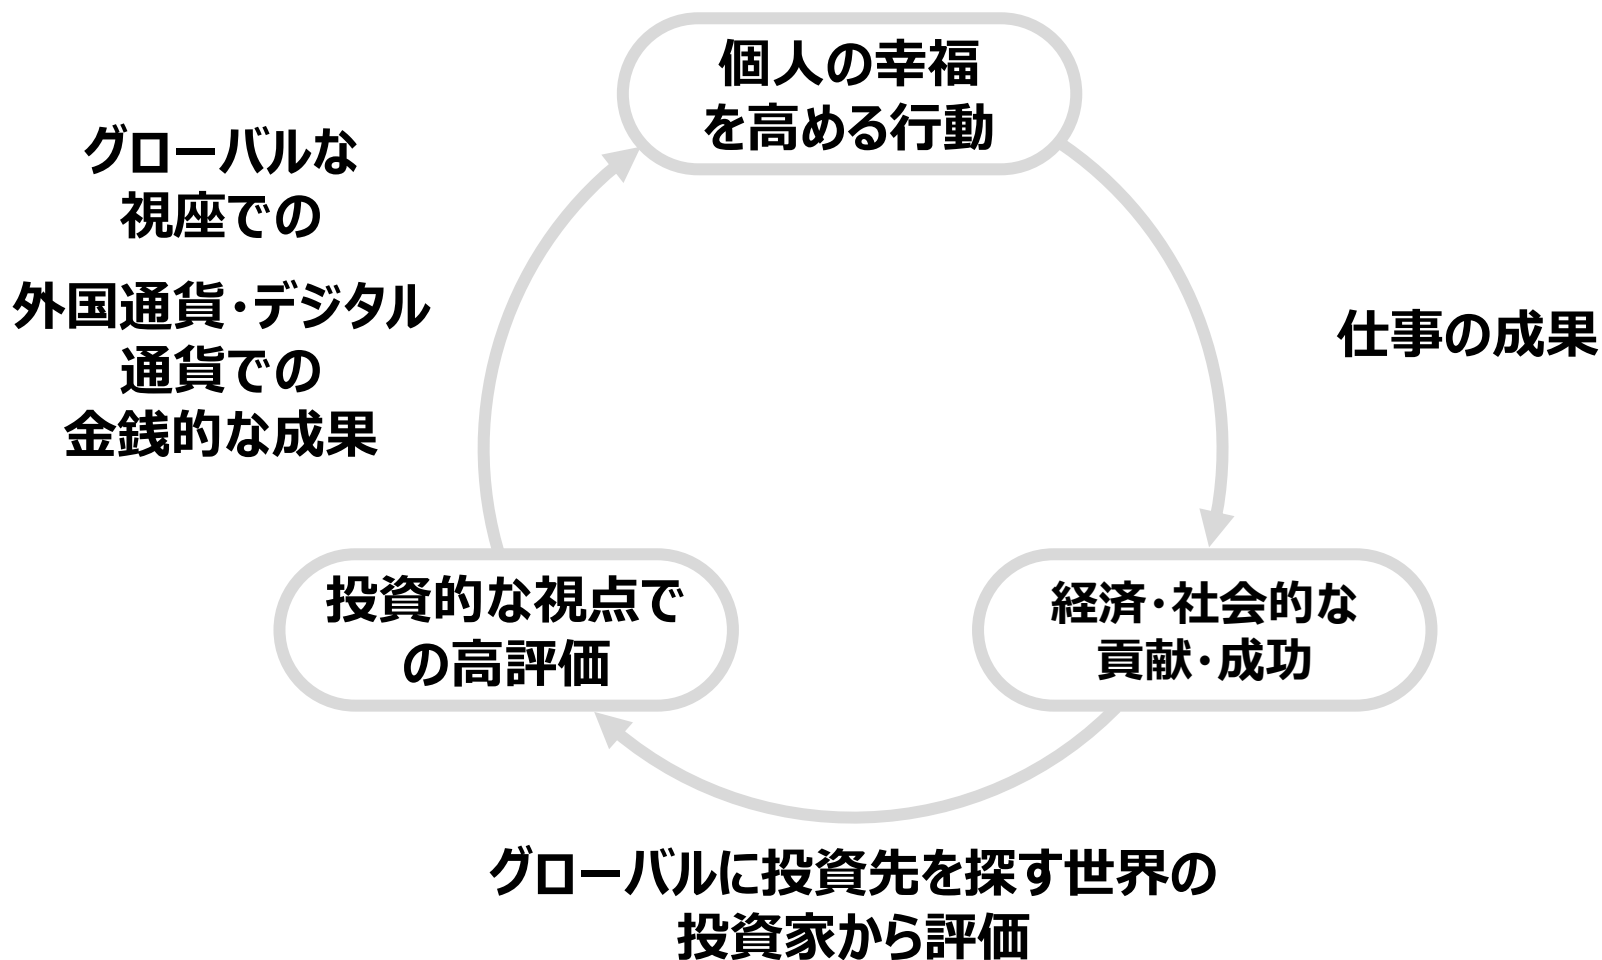 個人の幸福
を高める行動
グローバルな
視座での
外国通貨・デジタル
通貨での
金銭的な成果
仕事の成果
投資的な視点で
の高評価
経済・社会的な
貢献・成功
グローバルに投資先を探す世界の
投資家から評価